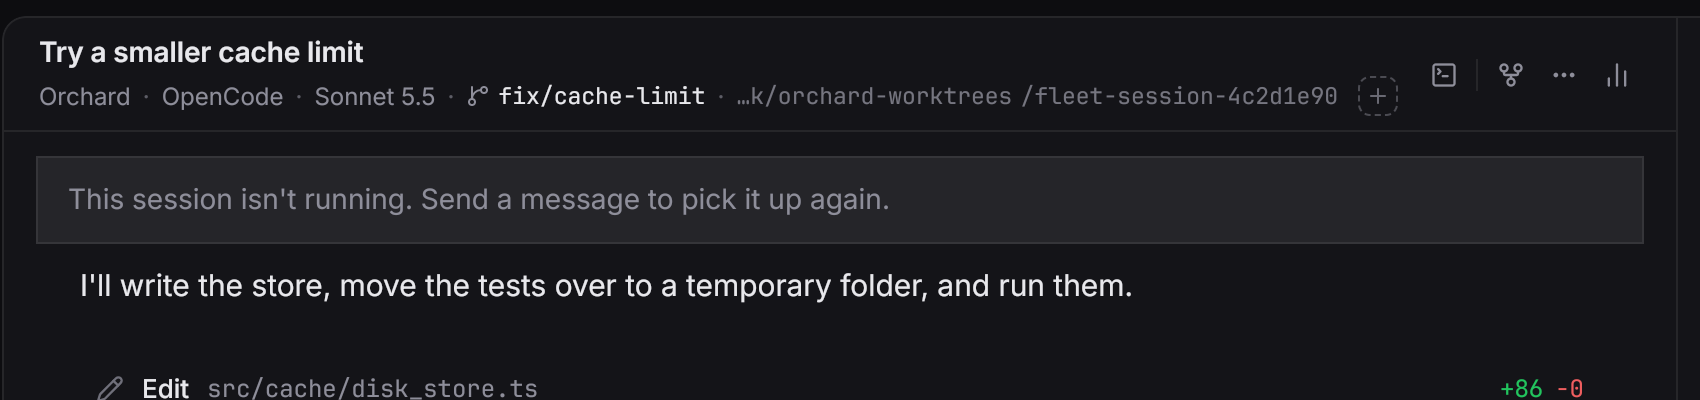 Try a smaller cache limit
Orchard · OpenCode · Sonnet 5.5 · fix/cache-limit · …k/orchard-worktrees /fleet-session-4c2d1e90
This session isn't running. Send a message to pick it up again.
I'll write the store, move the tests over to a temporary folder, and run them.
Edit src/cache/disk_store.ts +86 -0